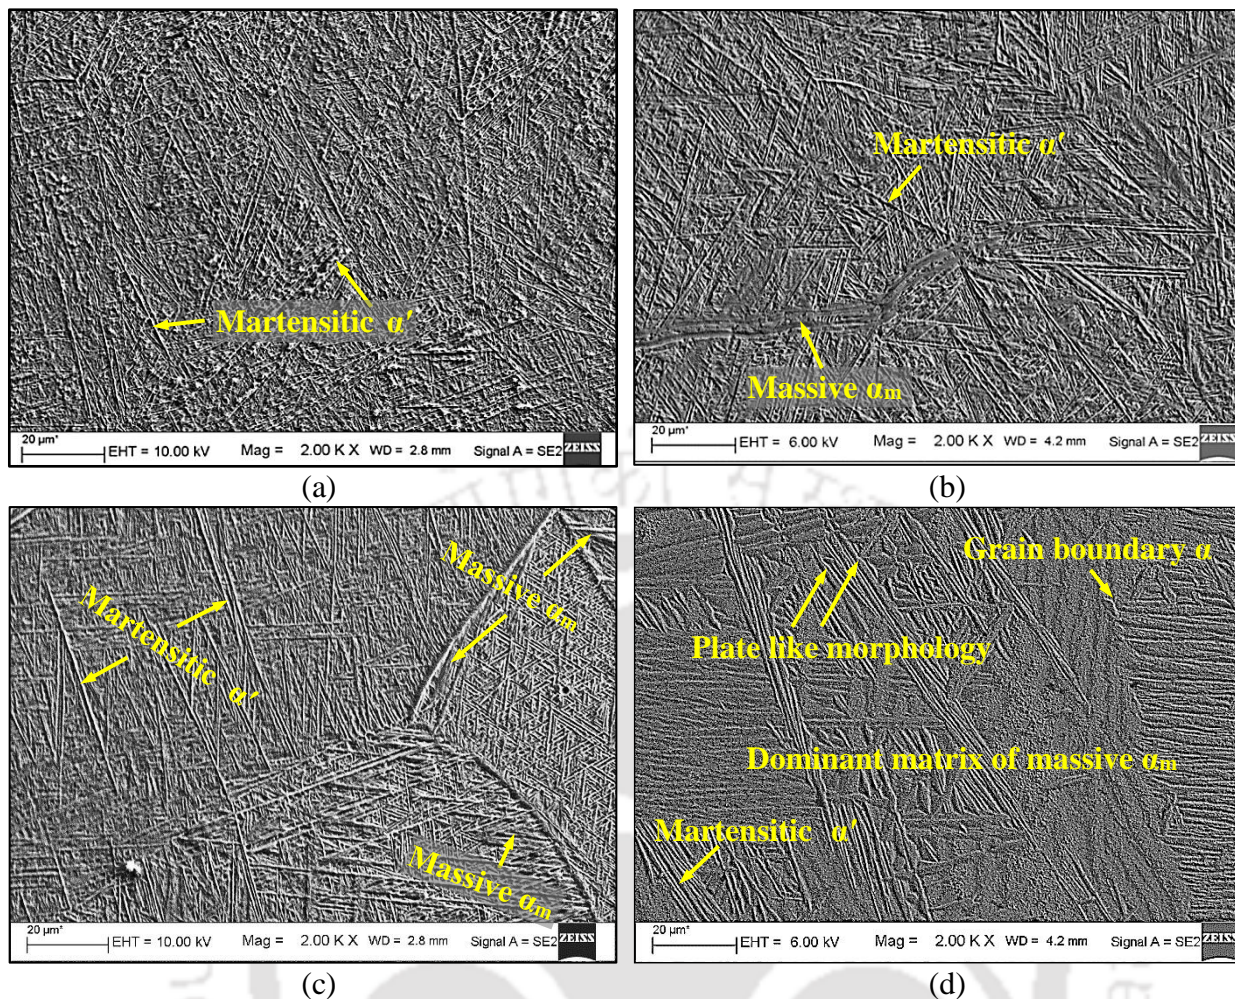 Martensitic α′
20 μm*
EHT = 10.00 kV
Mag = 2.00 K X
WD = 2.8 mm
Signal A = SE2
ZEISS
(a)
Martensitic α′
Massive αm
20 μm*
EHT = 6.00 kV
Mag = 2.00 K X
WD = 4.2 mm
Signal A = SE2
ZEISS
(b)
Massive αm
Martensitic α′
Massive αm
20 μm*
EHT = 10.00 kV
Mag = 2.00 K X
WD = 2.8 mm
Signal A = SE2
ZEISS
(c)
Grain boundary α
Plate like morphology
Dominant matrix of massive αm
Martensitic α′
20 μm*
EHT = 6.00 kV
Mag = 2.00 K X
WD = 4.2 mm
Signal A = SE2
ZEISS
(d)